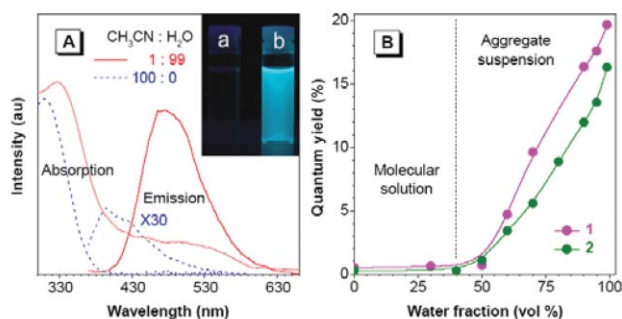 A
CH₃CN : H₂O
1 : 99
100 : 0
a
b
Absorption
Emission
X30
Intensity (au)
330
430
530
630
Wavelength (nm)
B
Aggregate
suspension
Molecular
solution
1
2
Quantum yield (%)
20
15
10
5
0
0
25
50
75
100
Water fraction (vol %)